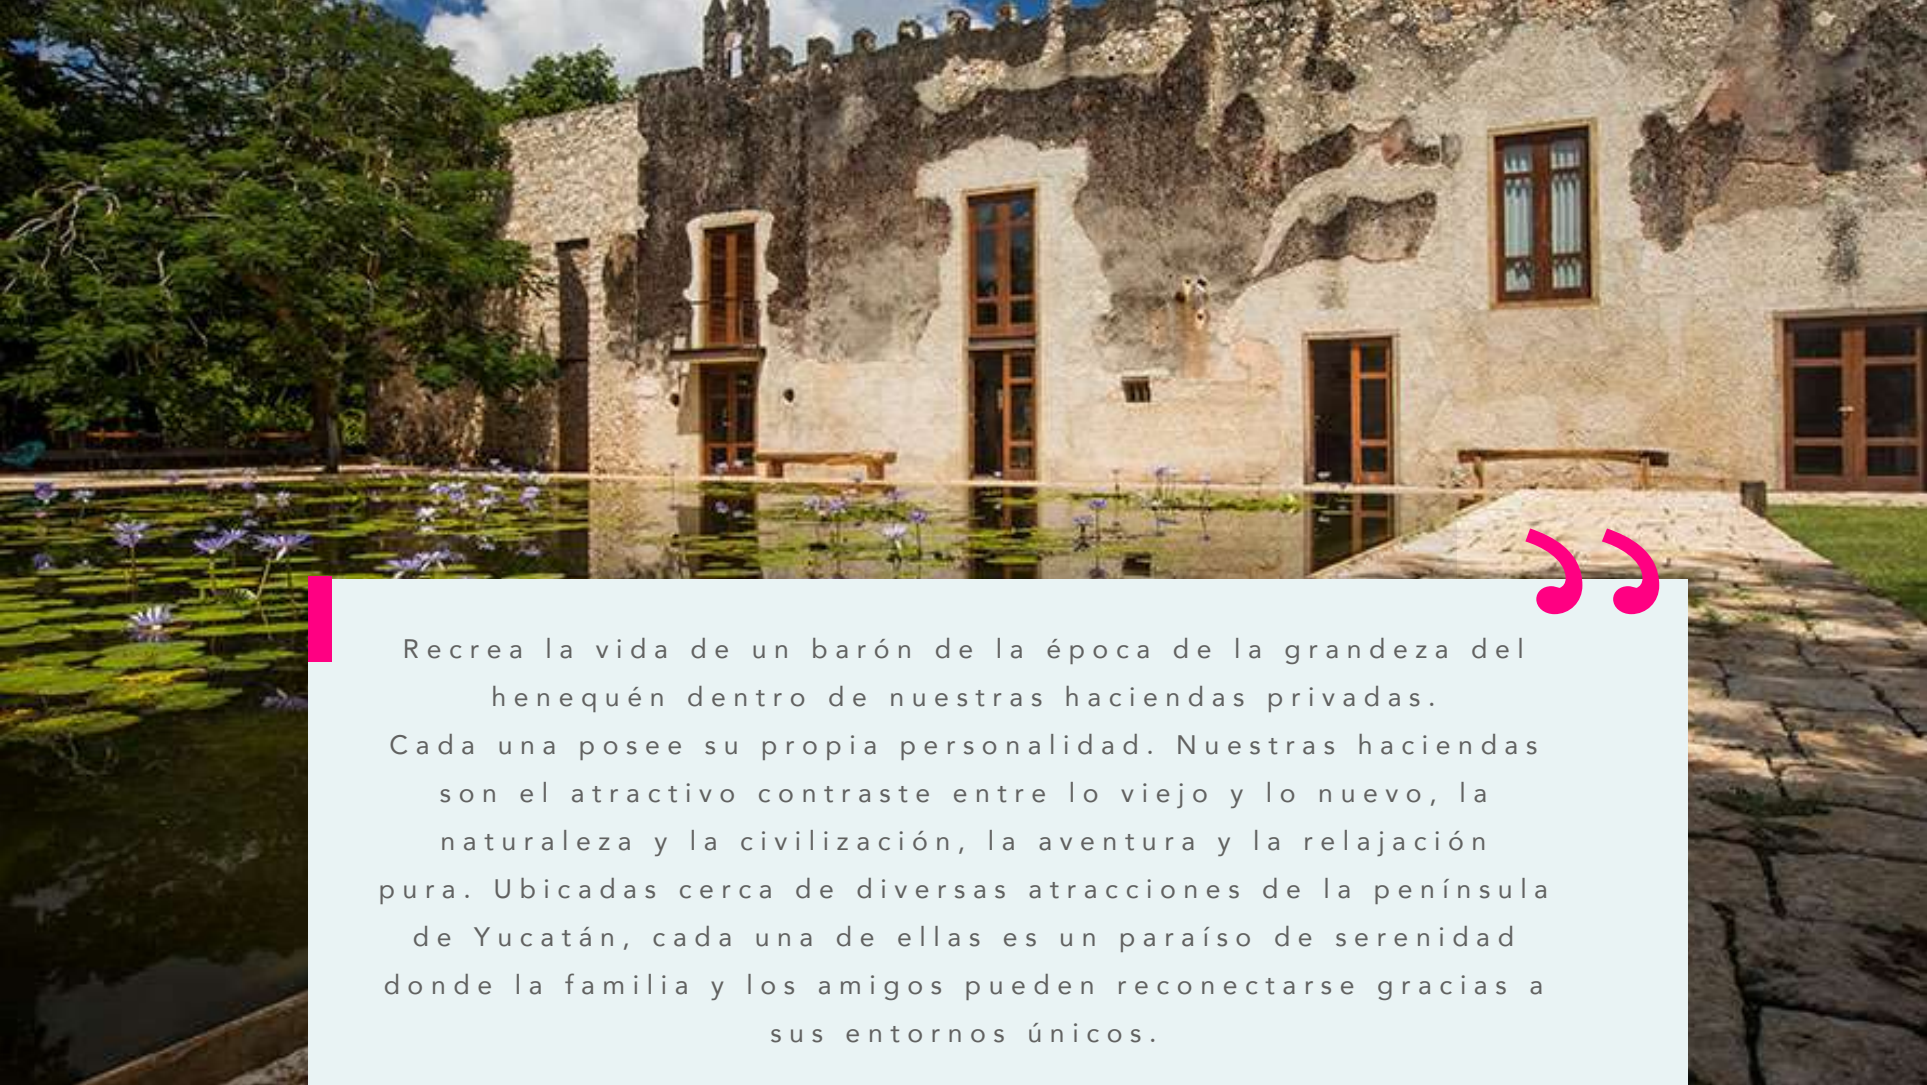 ”
Recrea la vida de un barón de la época de la grandeza del
henequén dentro de nuestras haciendas privadas.
Cada una posee su propia personalidad. Nuestras haciendas
son el atractivo contraste entre lo viejo y lo nuevo, la
naturaleza y la civilización, la aventura y la relajación
pura. Ubicadas cerca de diversas atracciones de la península
de Yucatán, cada una de ellas es un paraíso de serenidad
donde la familia y los amigos pueden reconectarse gracias a
sus entornos únicos.